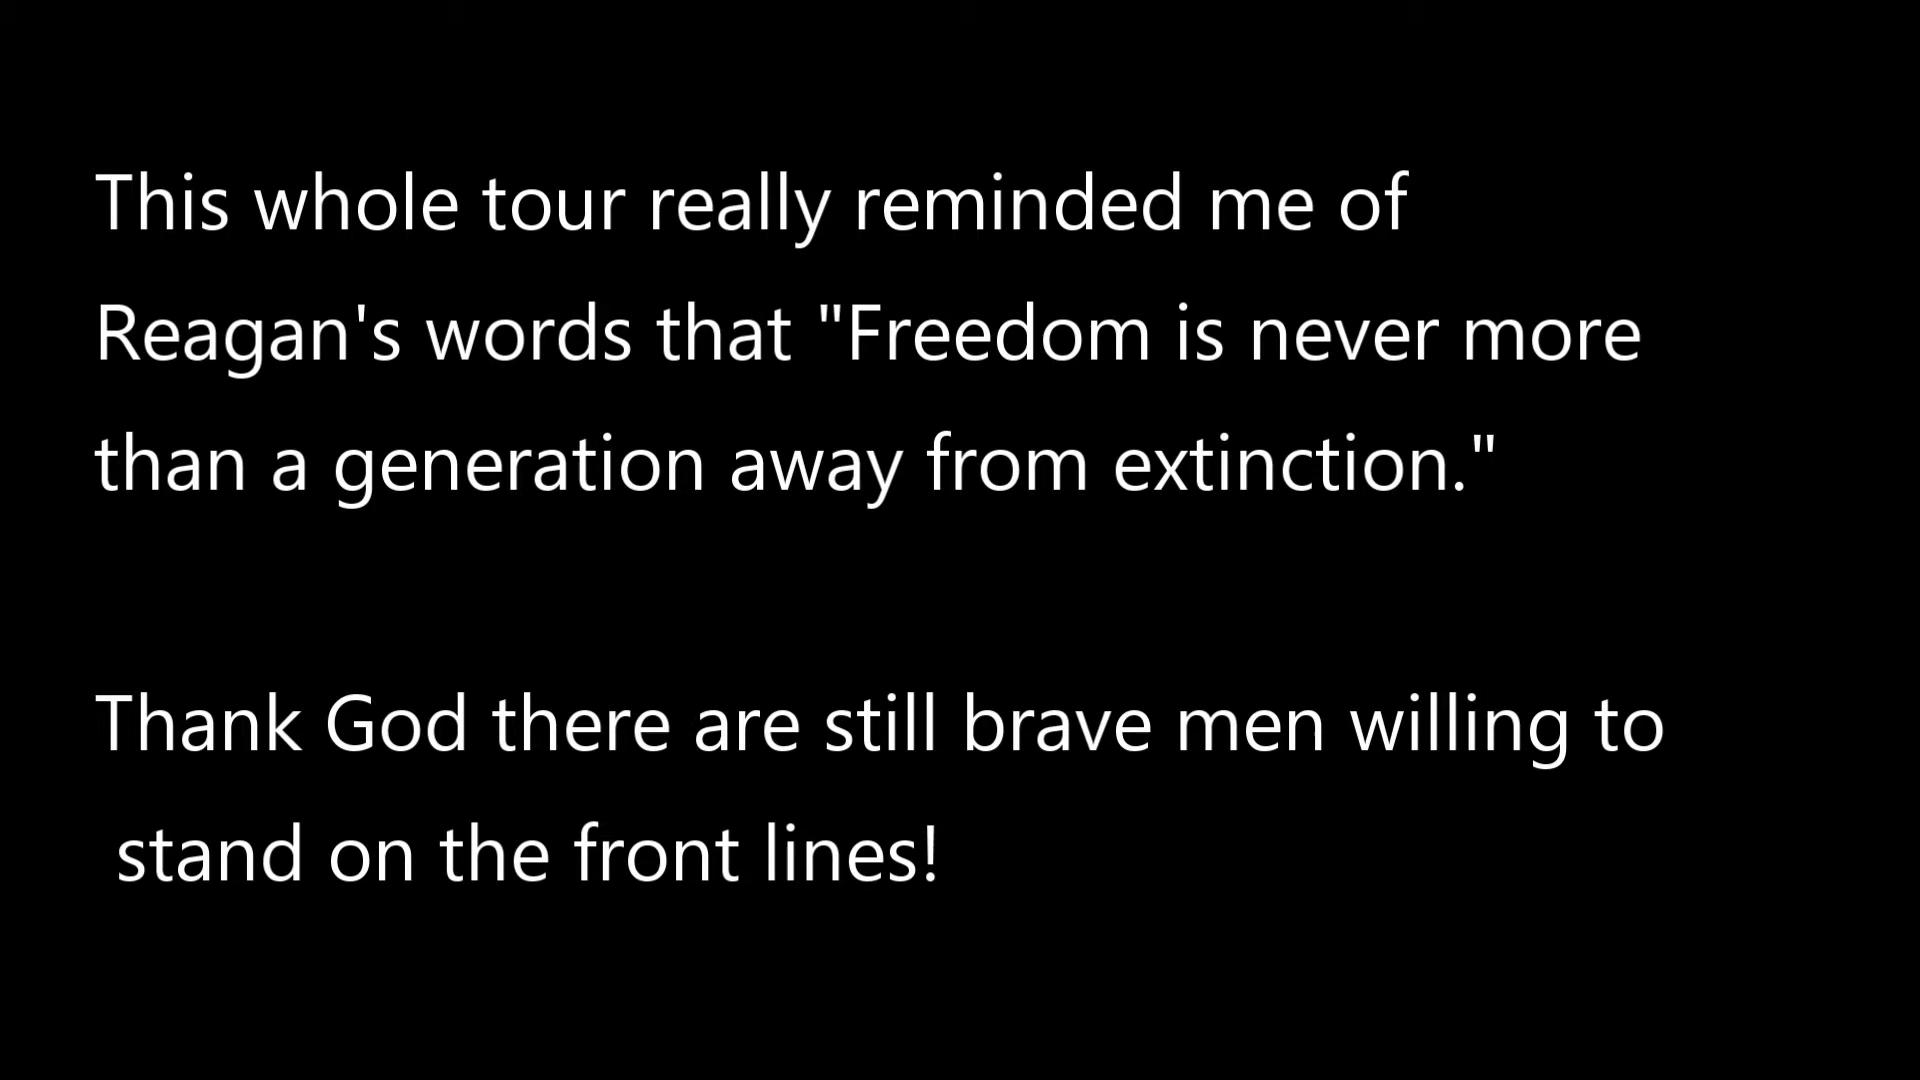 This whole tour really reminded me of
Reagan's words that "Freedom is never more
than a generation away from extinction."
Thank God there are still brave men willing to
stand on the front lines!